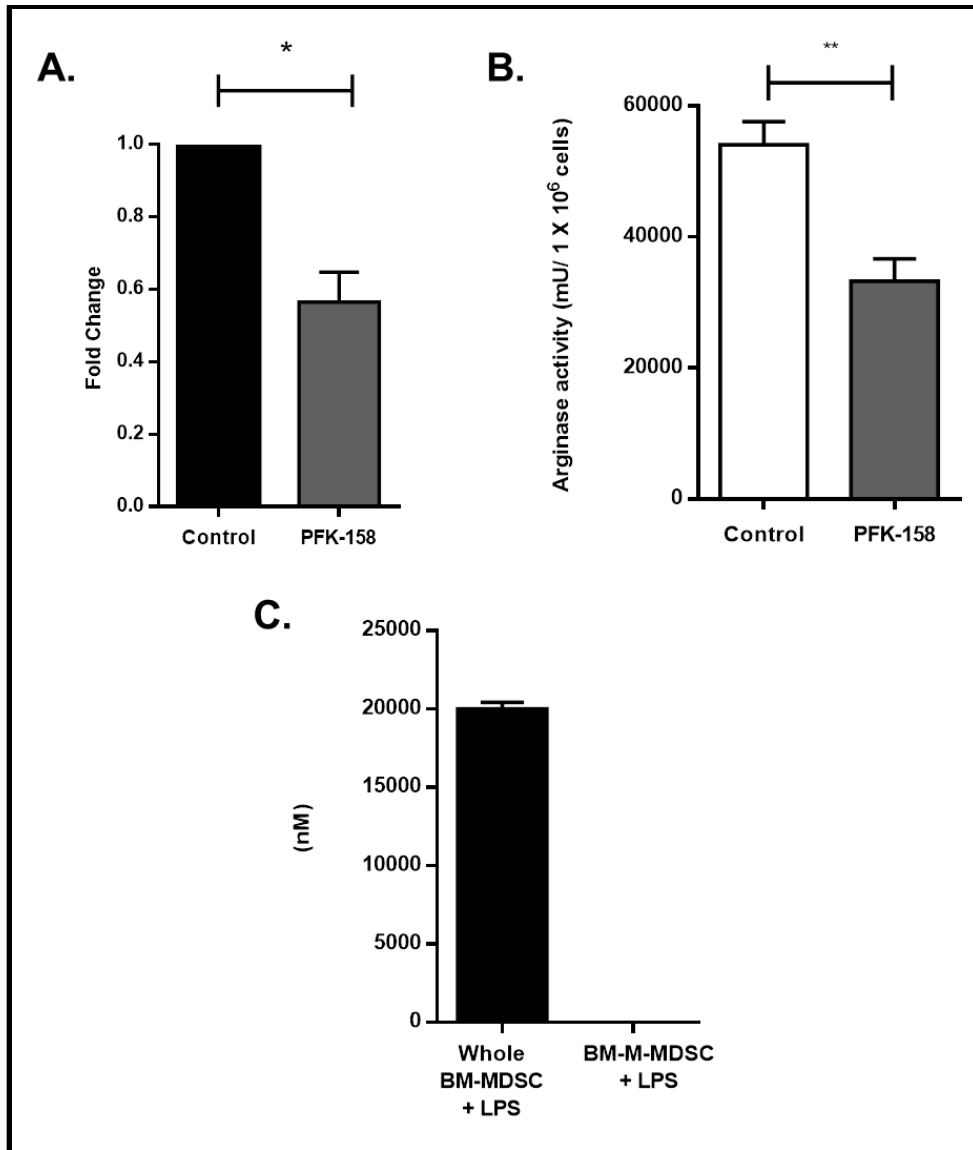 A.
*
Fold Change
1.0
0.8
0.6
0.4
0.2
0.0
Control
PFK-158
B.
**
Arginase activity (mU/ 1 X 10⁶ cells)
60000
40000
20000
0
Control
PFK-158
C.
(nM)
25000
20000
15000
10000
5000
0
Whole
BM-MDSC
+ LPS
BM-M-MDSC
+ LPS